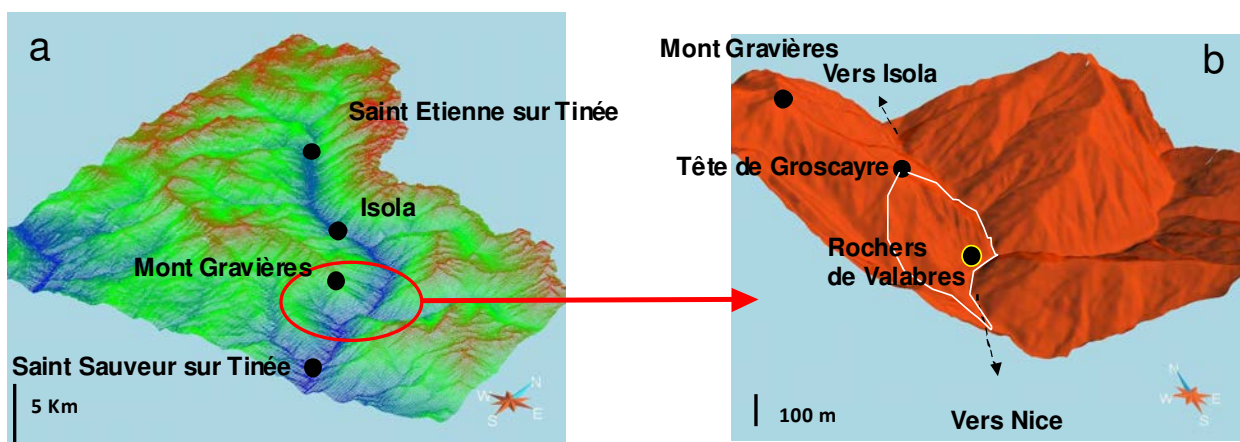 a
Saint Etienne sur Tinée
Isola
Mont Gravières
Saint Sauveur sur Tinée
5 Km
N
W
E
S
b
Mont Gravières
Vers Isola
Tête de Groscayre
Rochers
de Valabres
100 m
Vers Nice
N
W
E
S